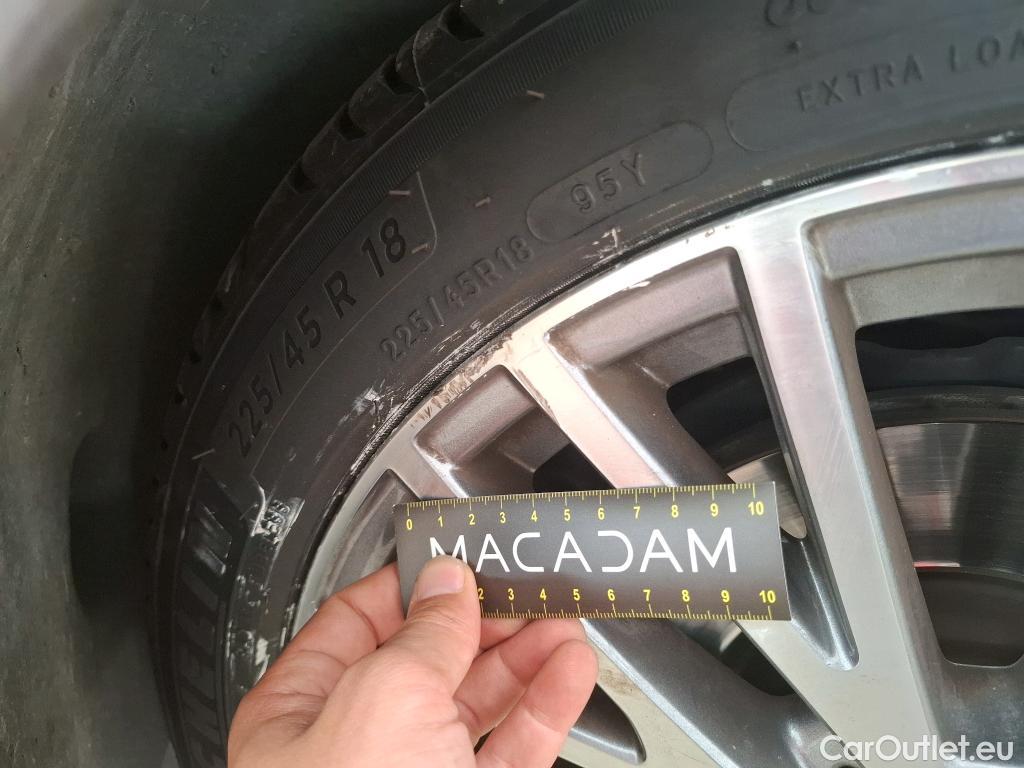 EXTRA LOA
95Y
225/45 R 18
225/45R18
0 1 2 3 4 5 6 7 8 9 10
MACADAM
2 3 4 5 6 7 8 9 10
CarOutlet.eu